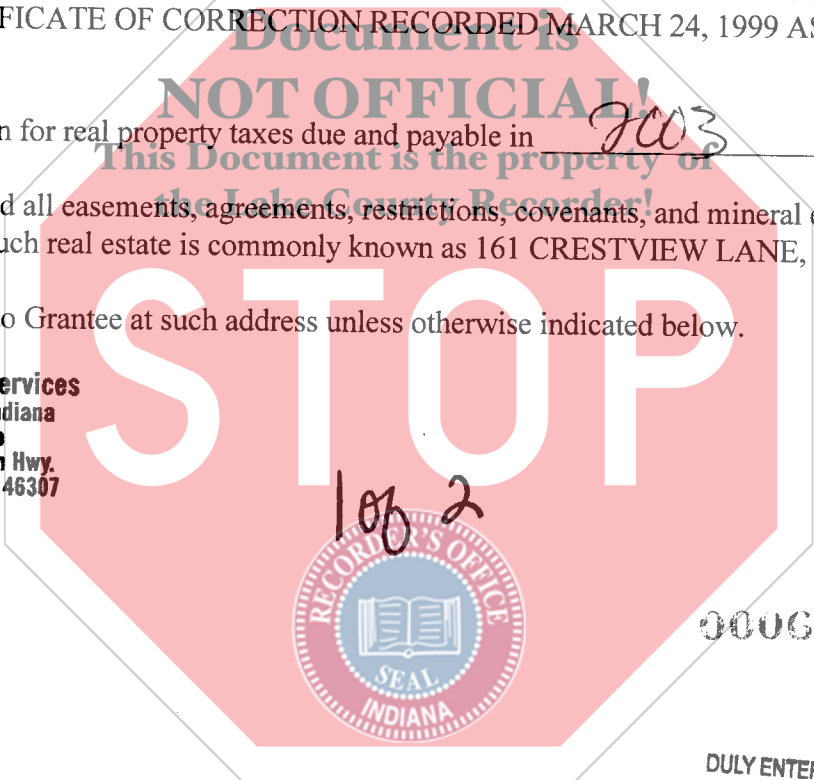 FICATE OF CORRECTION RECORDED MARCH 24, 1999 AS
Document is
NOT OFFICIAL!
n for real property taxes due and payable in 2003
This Document is the property of
the Lake County Recorder!
d all easements, agreements, restrictions, covenants, and mineral
uch real estate is commonly known as 161 CRESTVIEW LANE,
o Grantee at such address unless otherwise indicated below.
STOP
ervices
diana
Hwy.
46307
1 of 2
RECORDER'S OFFICE
SEAL
INDIANA
0006
DULY ENTE